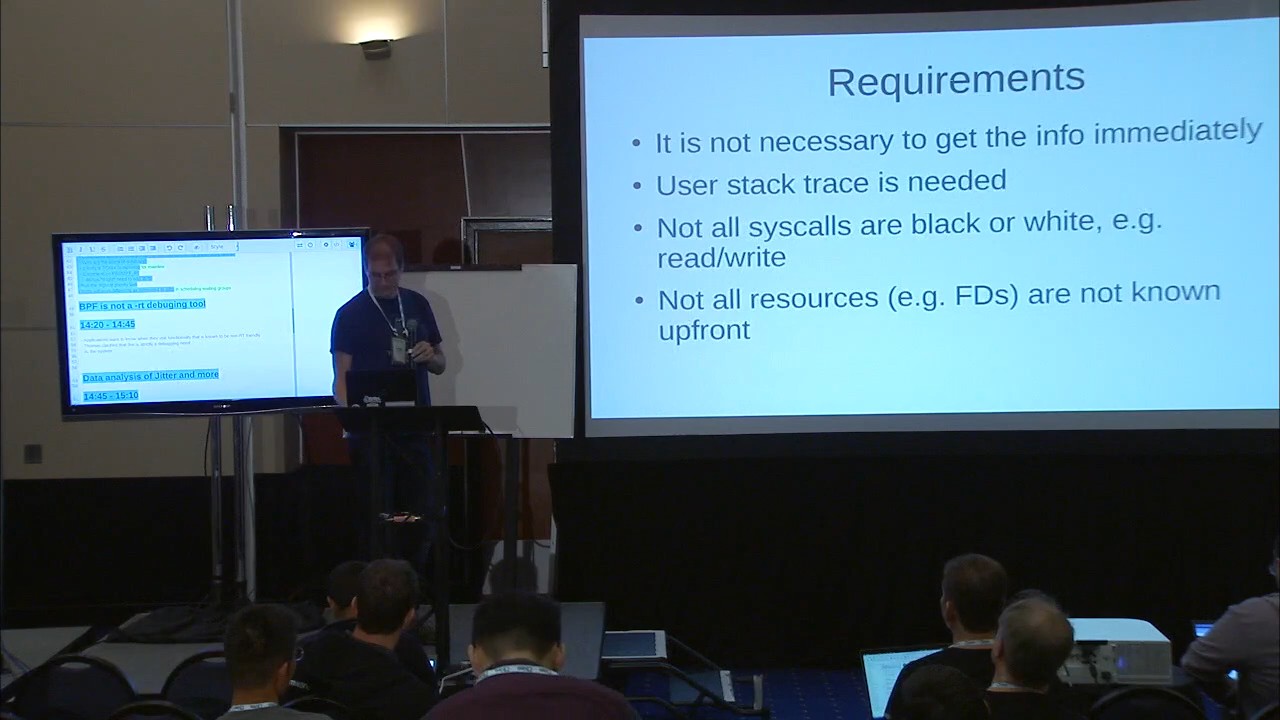 Requirements
• It is not necessary to get the info immediately
• User stack trace is needed
• Not all syscalls are black or white, e.g.
read/write
• Not all resources (e.g. FDs) are not known
upfront
Style
BPF is not a -rt debuging tool
14:20 - 14:45
Data analysis of Jitter and more
14:45 - 15:10